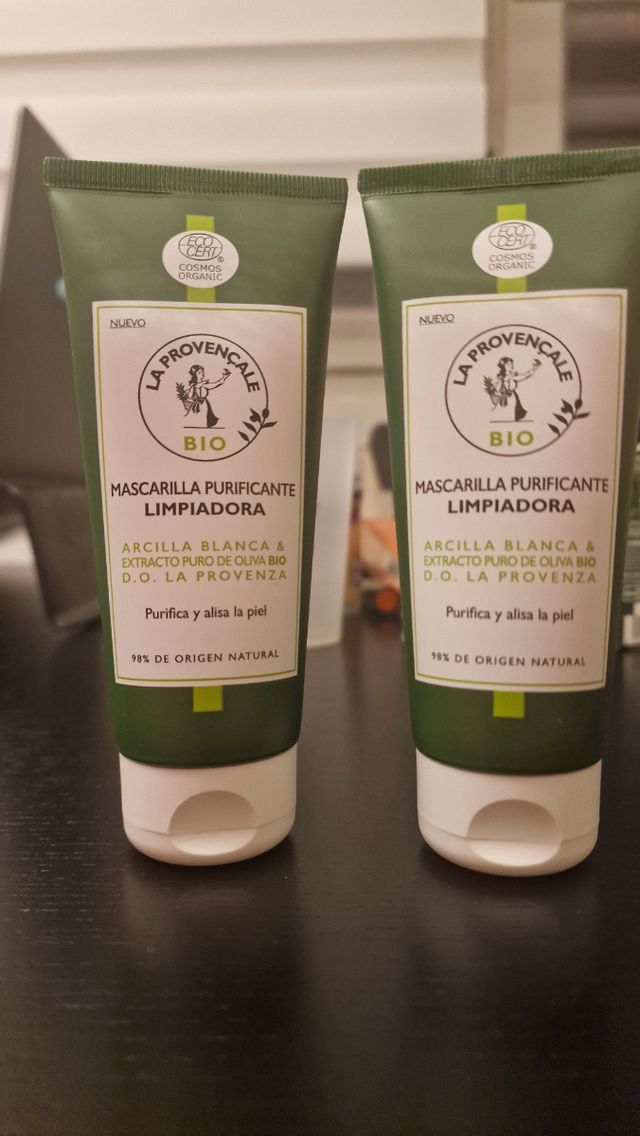 ECO
CERT®
COSMOS
ORGANIC
NUEVO
LA PROVENÇALE
BIO
MASCARILLA PURIFICANTE
LIMPIADORA
ARCILLA BLANCA &
EXTRACTO PURO DE OLIVA BIO
D.O. LA PROVENZA
Purifica y alisa la piel
98% DE ORIGEN NATURAL
ECO
CERT®
COSMOS
ORGANIC
NUEVO
LA PROVENÇALE
BIO
MASCARILLA PURIFICANTE
LIMPIADORA
ARCILLA BLANCA &
EXTRACTO PURO DE OLIVA BIO
D.O. LA PROVENZA
Purifica y alisa la piel
98% DE ORIGEN NATURAL